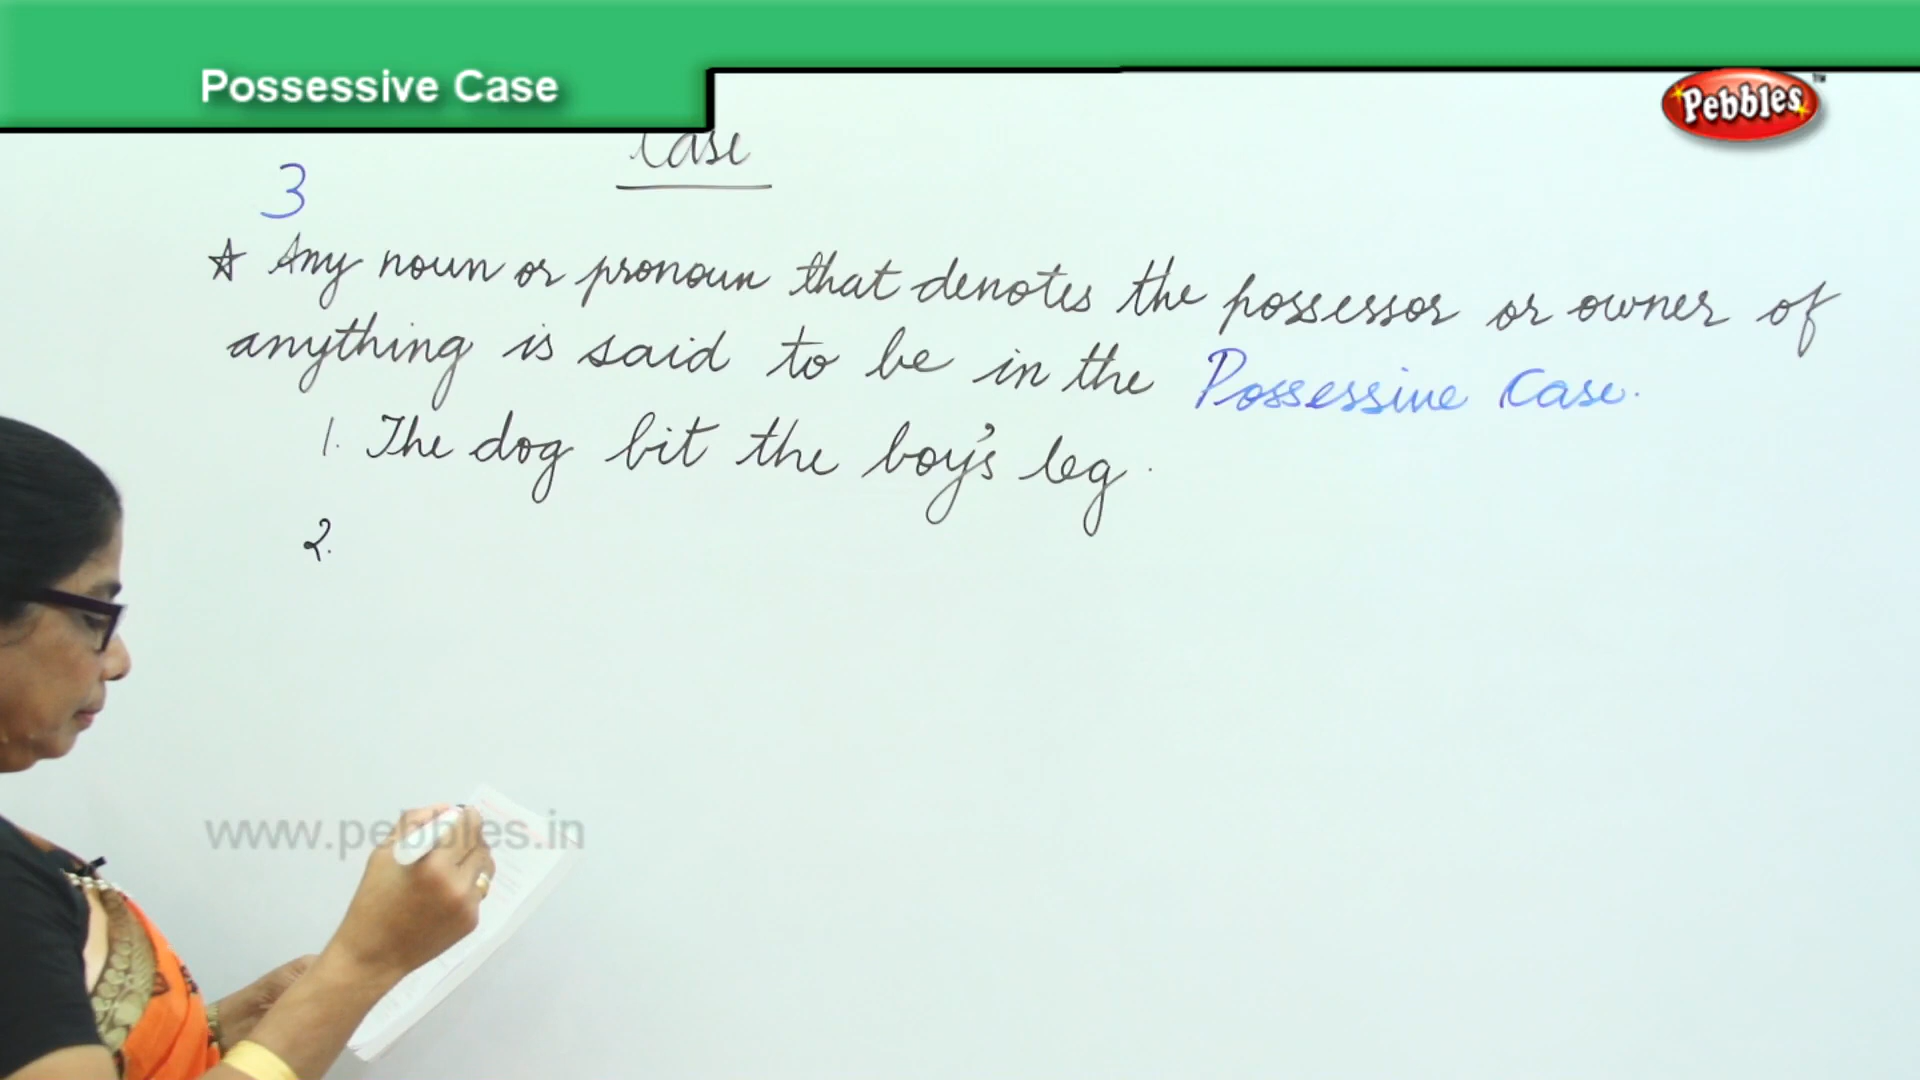 Possessive Case
Pebbles™
Case
3
☆ Any noun or pronoun that denotes the possessor or owner of
anything is said to be in the Possessive Case.
1. The dog bit the boy's leg.
2.
www.pebbles.in